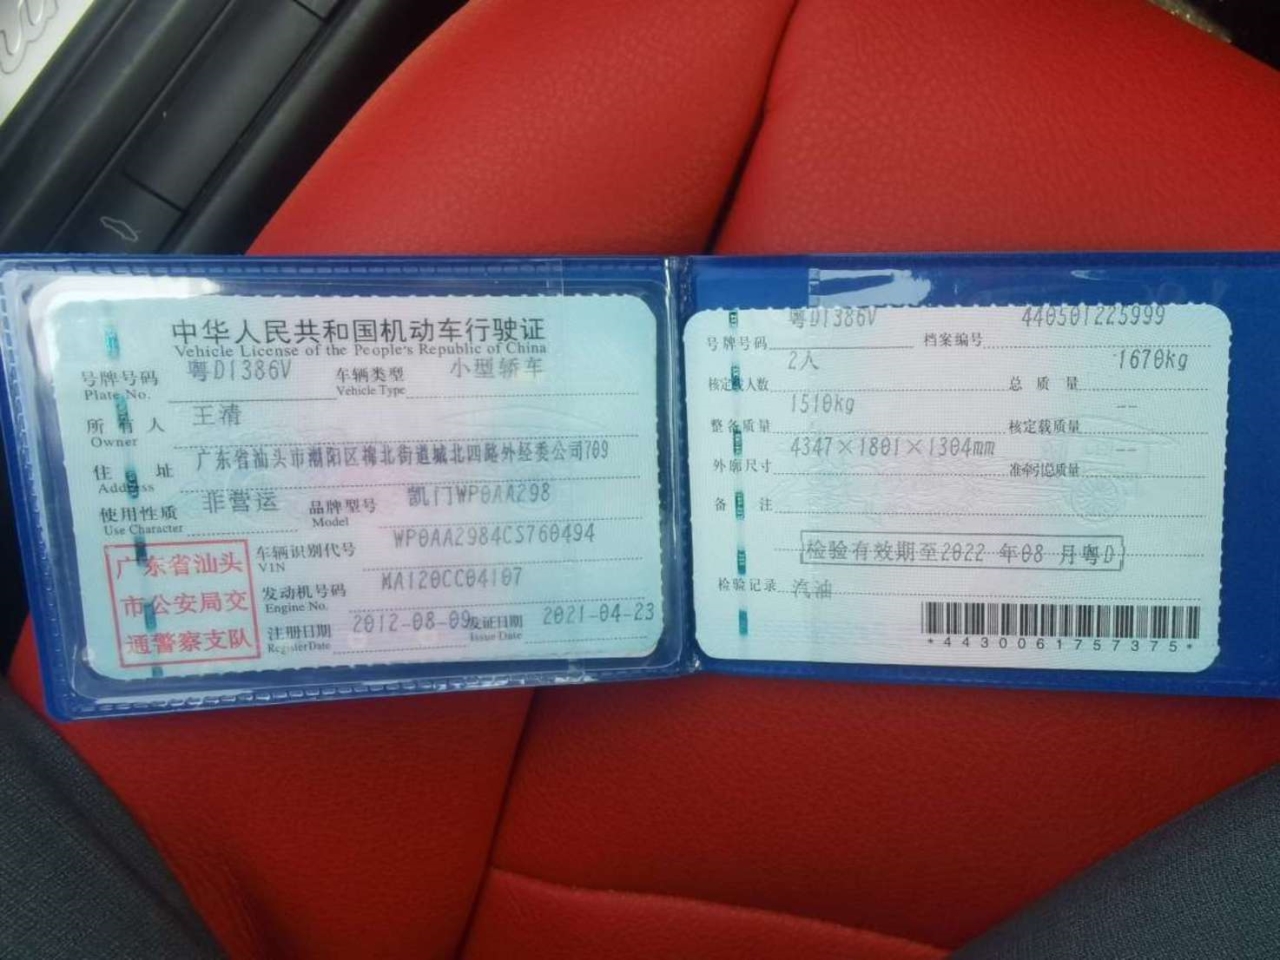 中华人民共和国机动车行驶证
Vehicle License of the People's Republic of China
号牌号码 粤D1386V 车辆类型 小型轿车
Plate No. Vehicle Type
所有人 王清
Owner
住址 广东省汕头市潮阳区棉北街道城北四路外经委公司709
Address
使用性质 非营运 品牌型号 凯门WP0AA298
Use Character Model
车辆识别代号 WP0AA2984CS760494
VIN
发动机号码 MA120CC04107
Engine No.
注册日期 2012-08-09 发证日期 2021-04-23
Register Date Issue Date
广东省汕头
市公安局交
通警察支队
号牌号码 粤D1386V 档案编号 440501225999
核定载人数 2人 总质量 1670kg
整备质量 1510kg 核定载质量 --
外廓尺寸 4347×1801×1304mm 准牵引总质量 --
备注
检验有效期至2022 年08 月粤D
检验记录 汽油
*4430061757375*